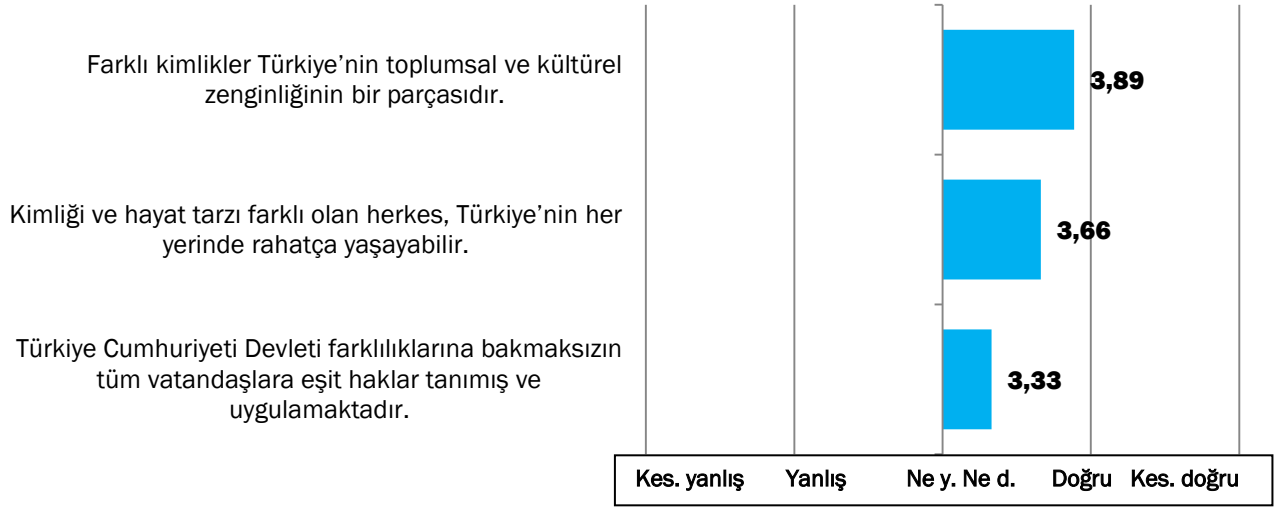 Farklı kimlikler Türkiye’nin toplumsal ve kültürel
zenginliğinin bir parçasıdır.
3,89
Kimliği ve hayat tarzı farklı olan herkes, Türkiye’nin her
yerinde rahatça yaşayabilir.
3,66
Türkiye Cumhuriyeti Devleti farklılıklarına bakmaksızın
tüm vatandaşlara eşit haklar tanımış ve
uygulamaktadır.
3,33
Kes. yanlış Yanlış Ne y. Ne d. Doğru Kes. doğru